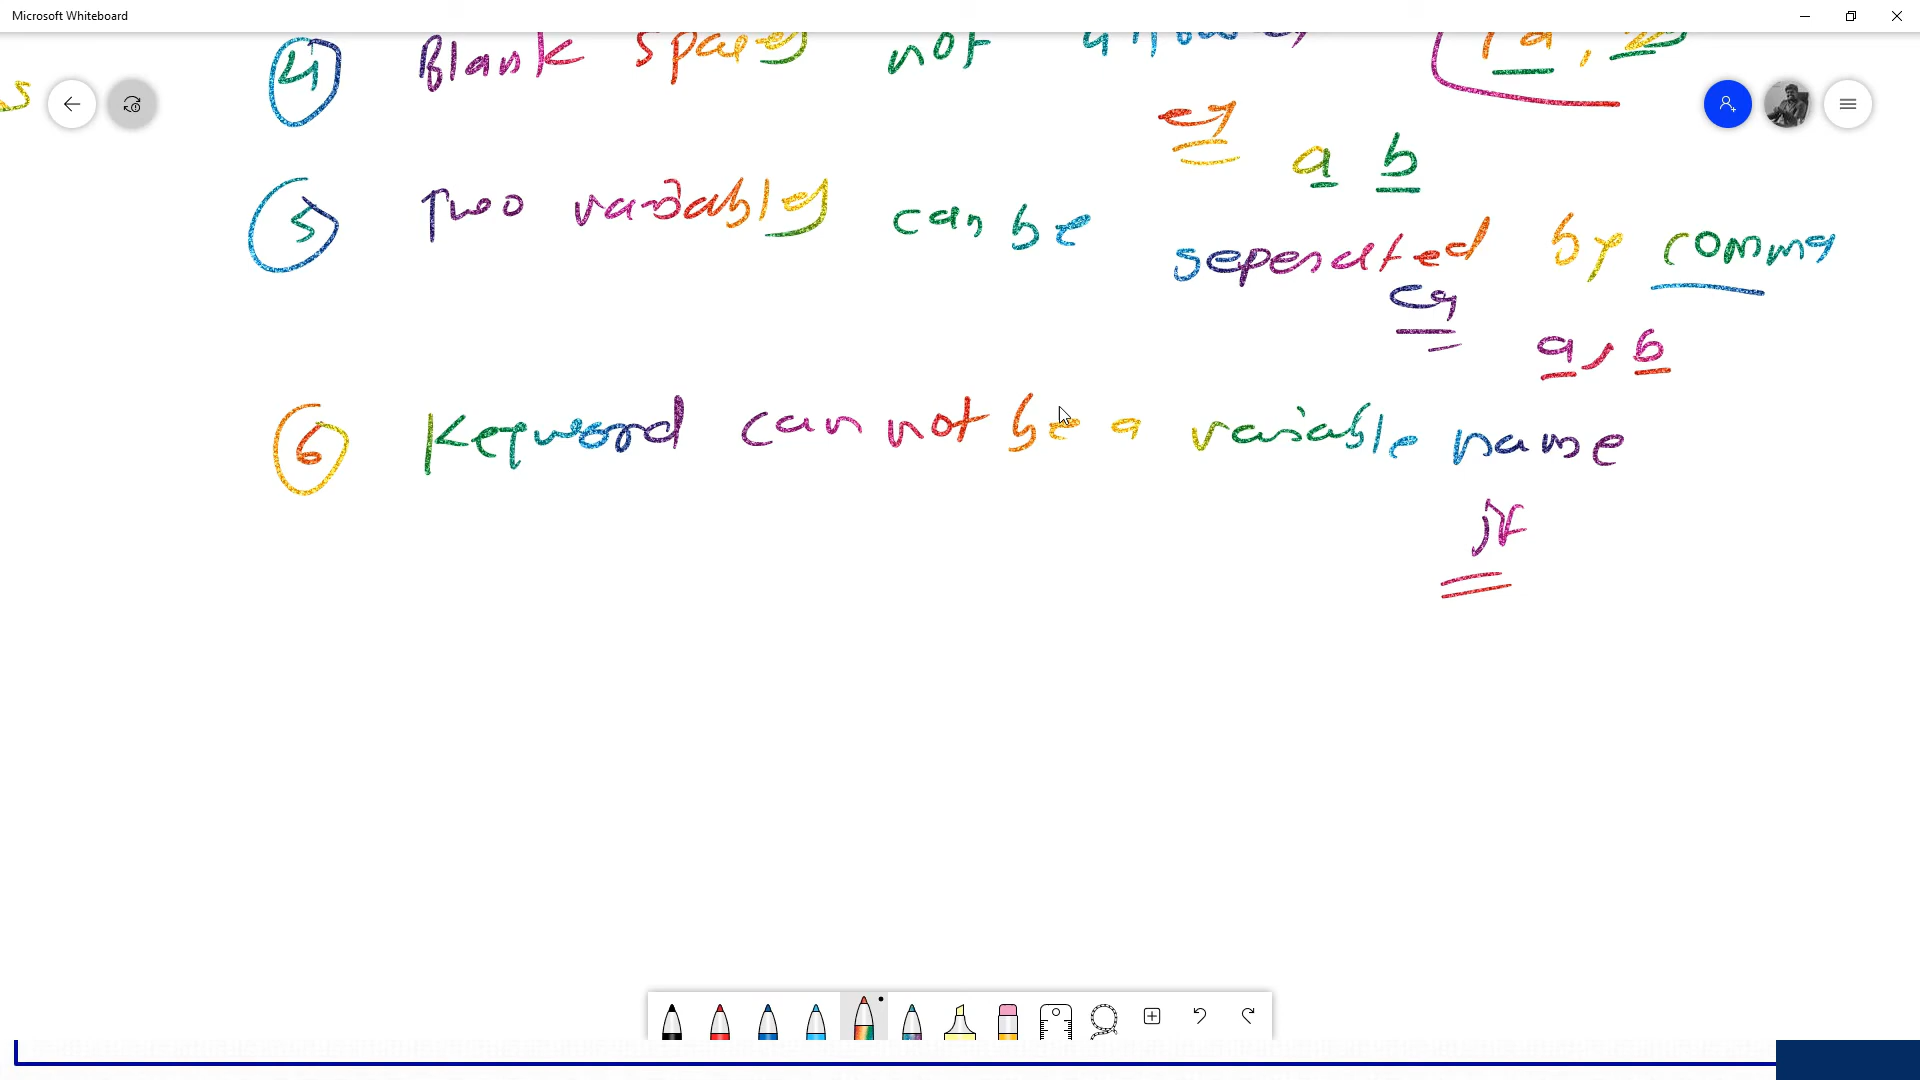 Microsoft Whiteboard
4 Blank Spaces not
eg a b
5 Two variables can be seperated by comma
eg a, b
6 Keyword can not be a variable name
if